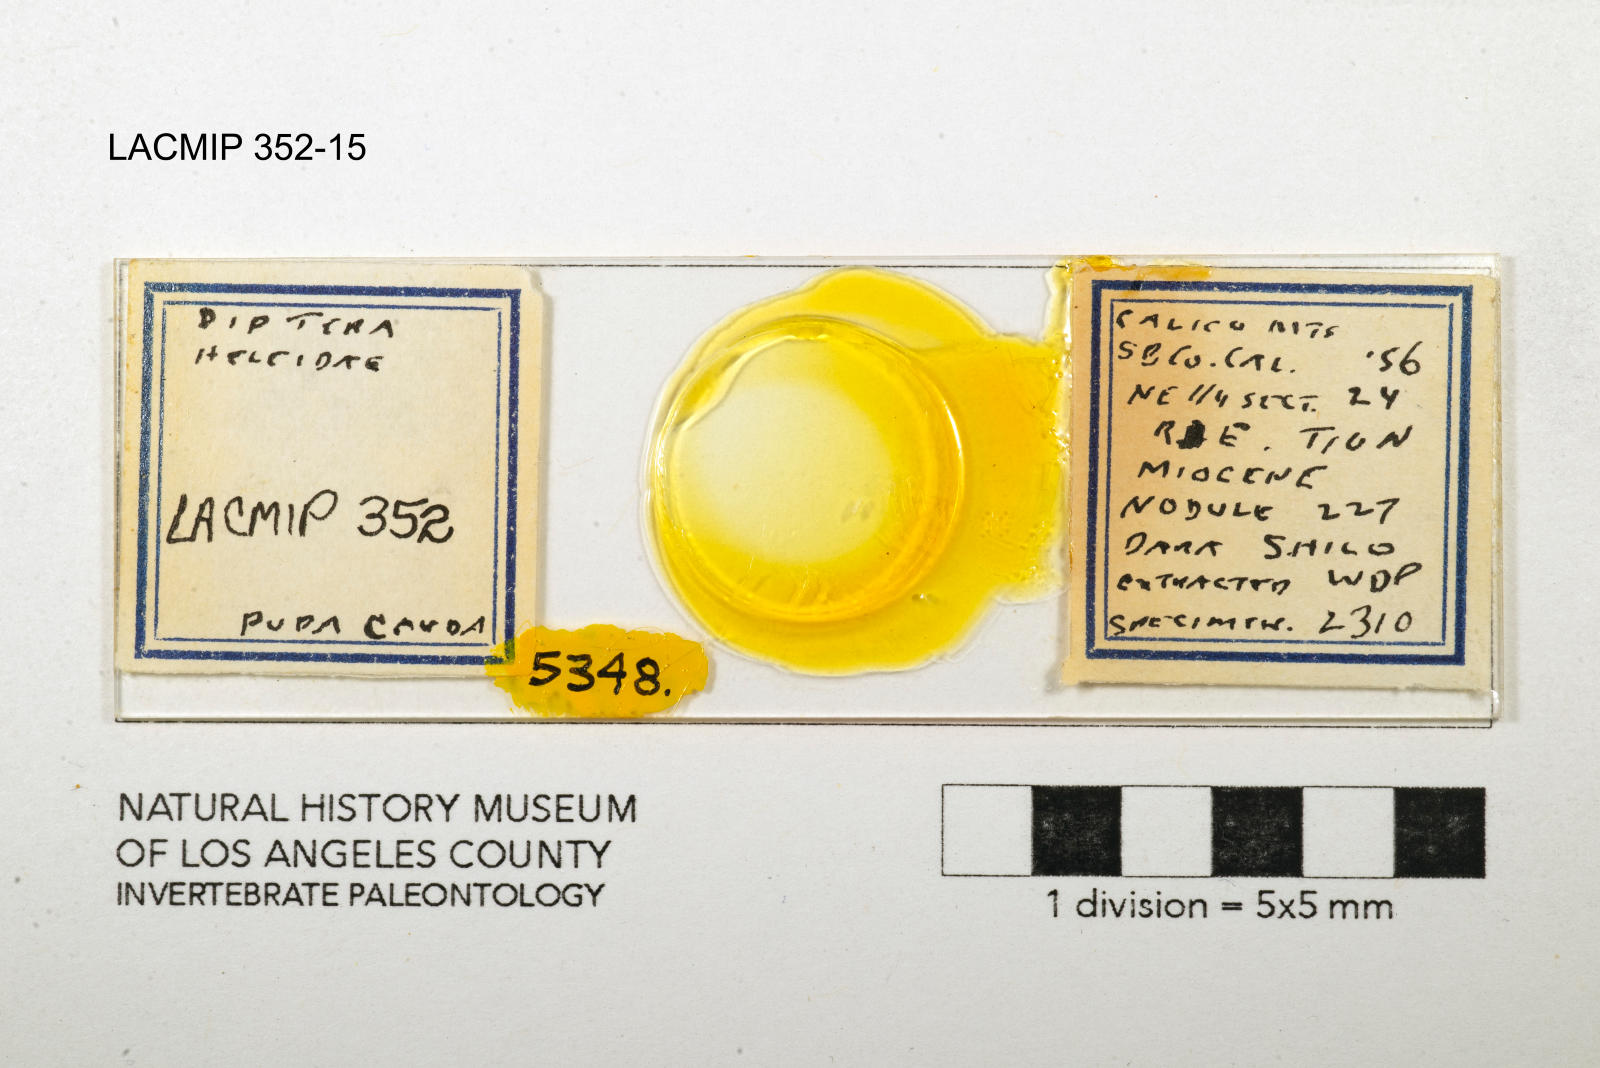 LACMIP 352-15
DIPTERA
HELEIDAE
LACMIP 352
PUPA CAUDA
5348.
CALICO MTS
SB CO. CAL. '56
NE 1/4 SECT. 24
E. T10N
MIOCENE
NODULE 227
DARK SHILO
EXTRACTED WDP
SPECIMEN. 2310
NATURAL HISTORY MUSEUM
OF LOS ANGELES COUNTY
INVERTEBRATE PALEONTOLOGY
1 division = 5x5 mm